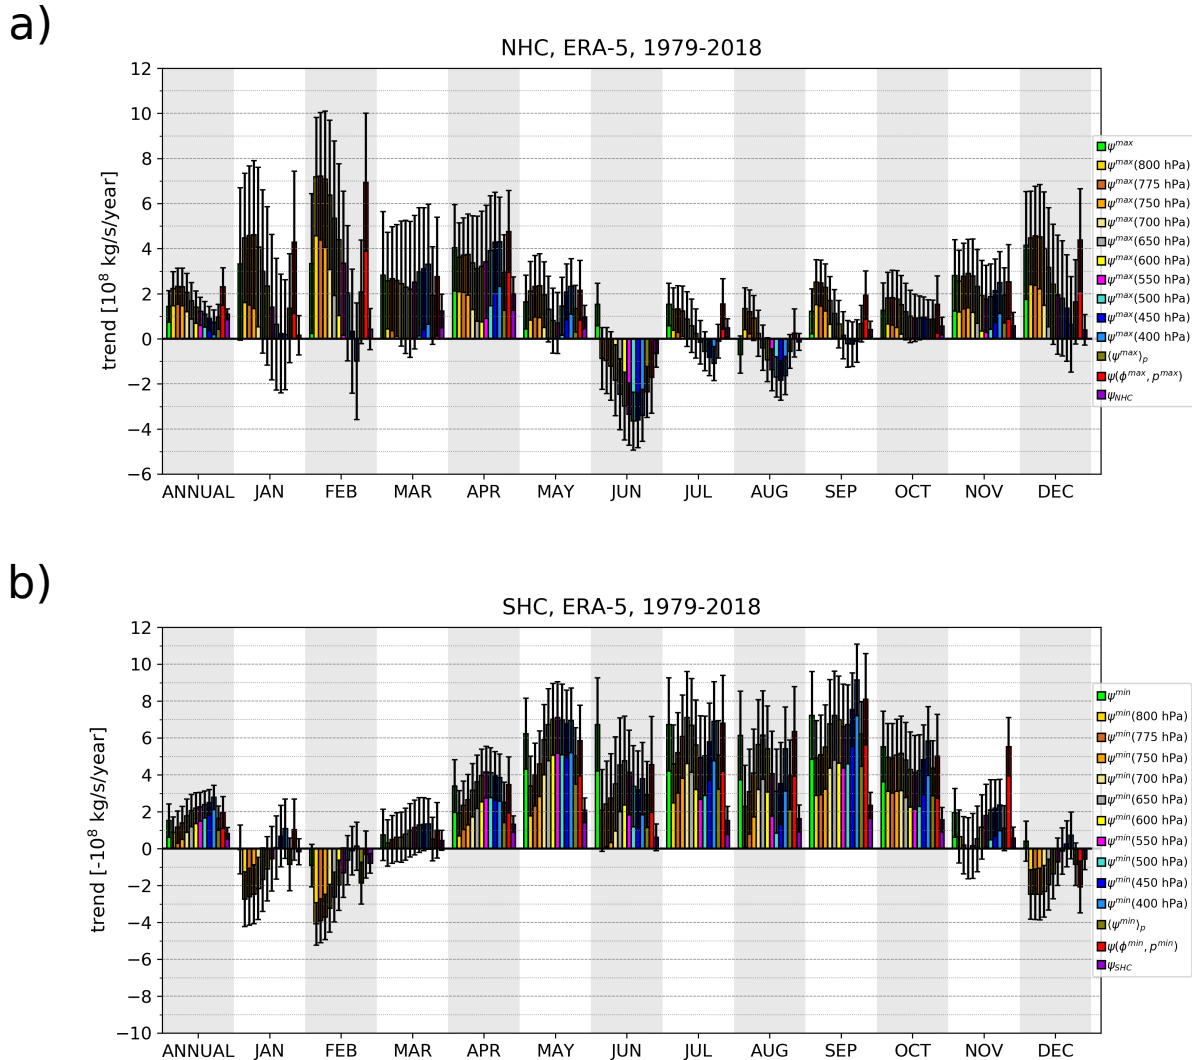 a)
NHC, ERA-5, 1979-2018
trend [10⁸ kg/s/year]
12
10
8
6
4
2
0
−2
−4
−6
ANNUAL JAN FEB MAR APR MAY JUN JUL AUG SEP OCT NOV DEC
ψ^max
ψ^max(800 hPa)
ψ^max(775 hPa)
ψ^max(750 hPa)
ψ^max(700 hPa)
ψ^max(650 hPa)
ψ^max(600 hPa)
ψ^max(550 hPa)
ψ^max(500 hPa)
ψ^max(450 hPa)
ψ^max(400 hPa)
⟨ψ^max⟩_p
ψ(ϕ^max, p^max)
ψ_NHC
b)
SHC, ERA-5, 1979-2018
trend [-10⁸ kg/s/year]
12
10
8
6
4
2
0
−2
−4
−6
−8
−10
ANNUAL JAN FEB MAR APR MAY JUN JUL AUG SEP OCT NOV DEC
ψ^min
ψ^min(800 hPa)
ψ^min(775 hPa)
ψ^min(750 hPa)
ψ^min(700 hPa)
ψ^min(650 hPa)
ψ^min(600 hPa)
ψ^min(550 hPa)
ψ^min(500 hPa)
ψ^min(450 hPa)
ψ^min(400 hPa)
⟨ψ^min⟩_p
ψ(ϕ^min, p^min)
ψ_SHC